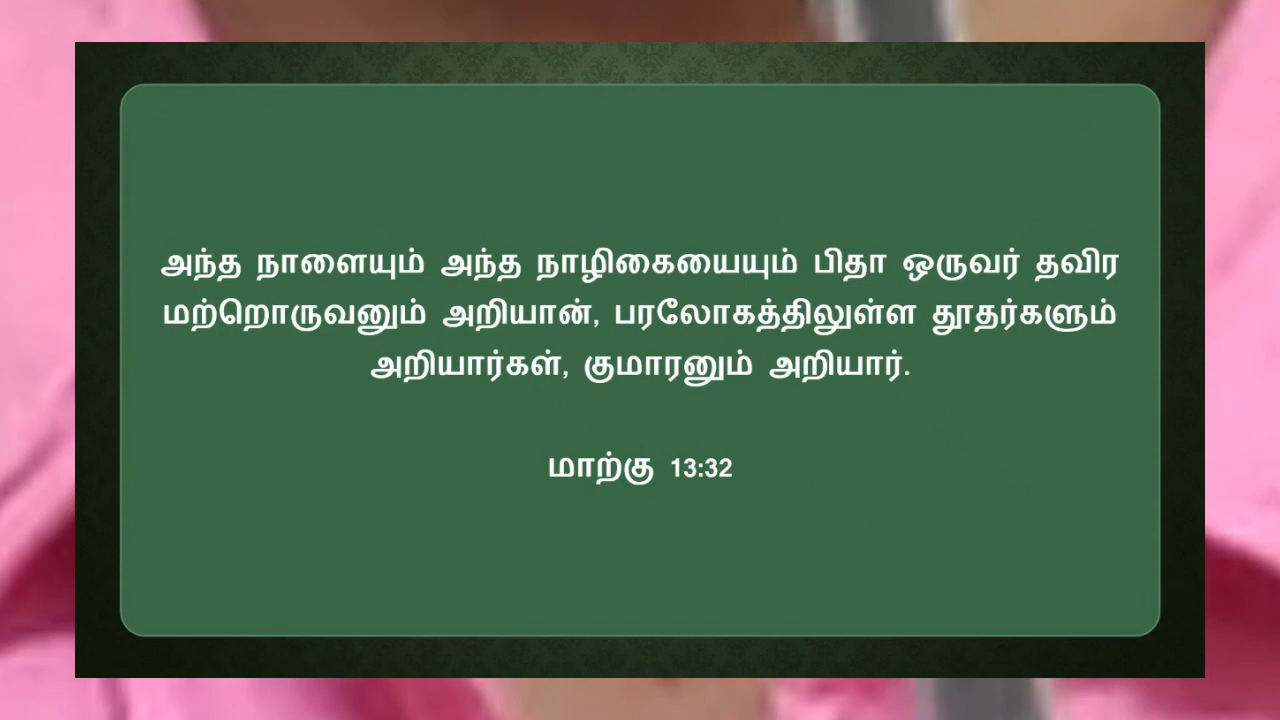 அந்த நாளையும் அந்த நாழிகையையும் பிதா ஒருவர் தவிர
மற்றொருவனும் அறியான், பரலோகத்திலுள்ள தூதர்களும்
அறியார்கள், குமாரனும் அறியார்.
மாற்கு 13:32